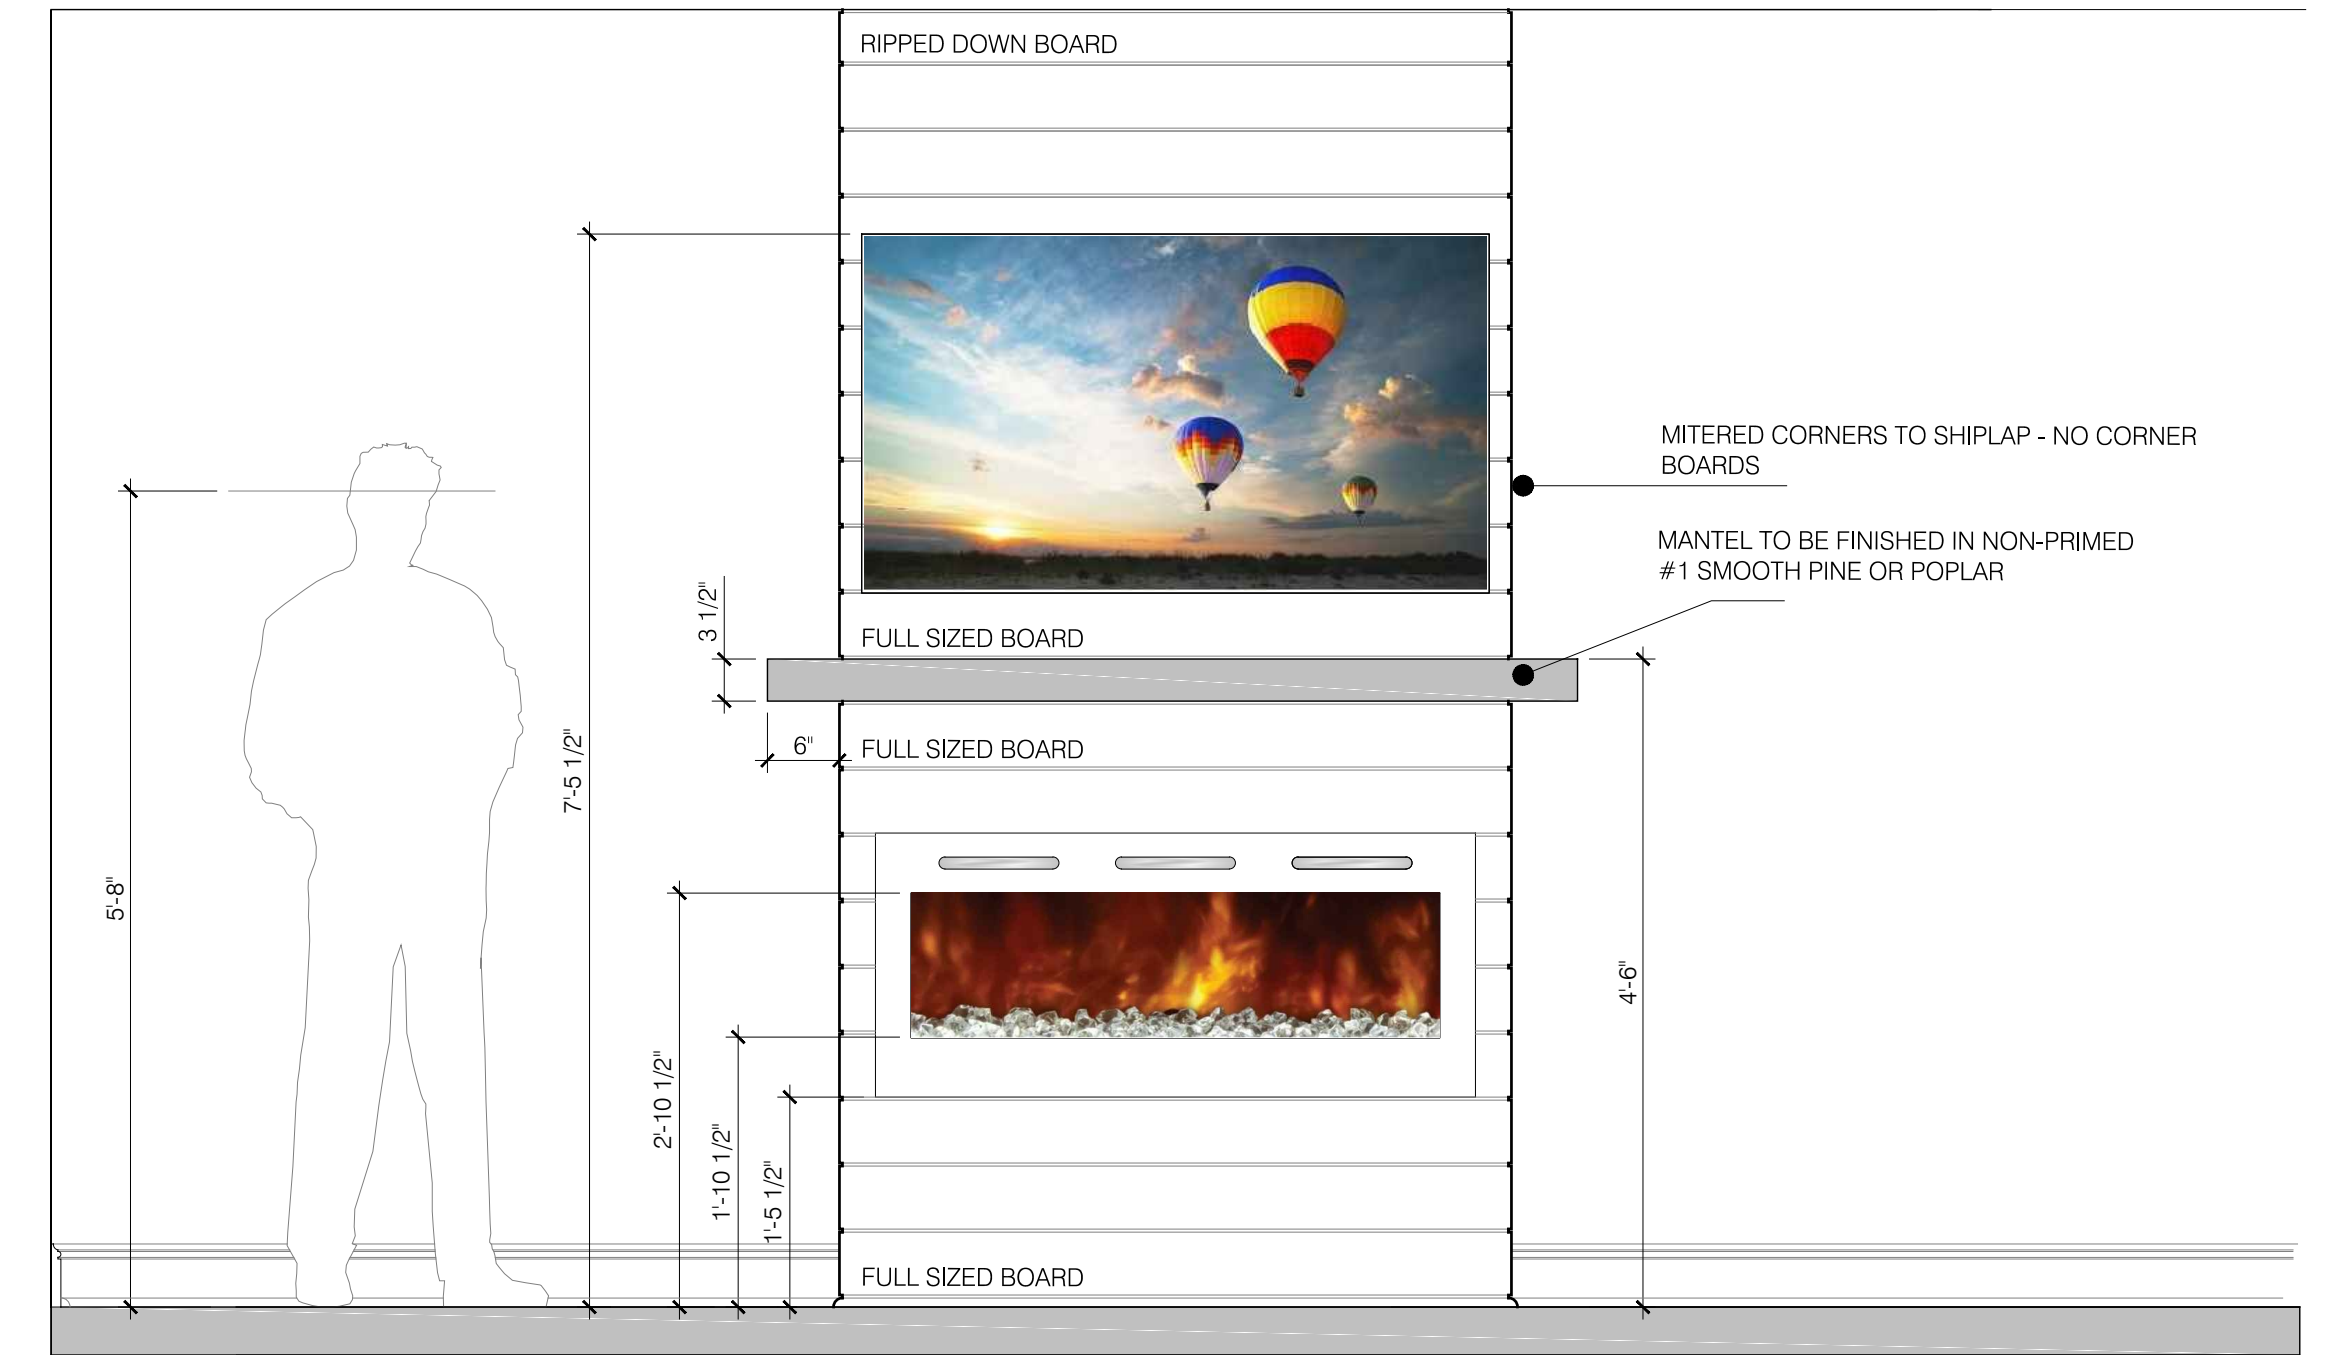 RIPPED DOWN BOARD
MITERED CORNERS TO SHIPLAP - NO CORNER
BOARDS
MANTEL TO BE FINISHED IN NON-PRIMED
#1 SMOOTH PINE OR POPLAR
3 1/2"
FULL SIZED BOARD
6"
FULL SIZED BOARD
7'-5 1/2"
5'-8"
4'-6"
2'-10 1/2"
1'-10 1/2"
1'-5 1/2"
FULL SIZED BOARD